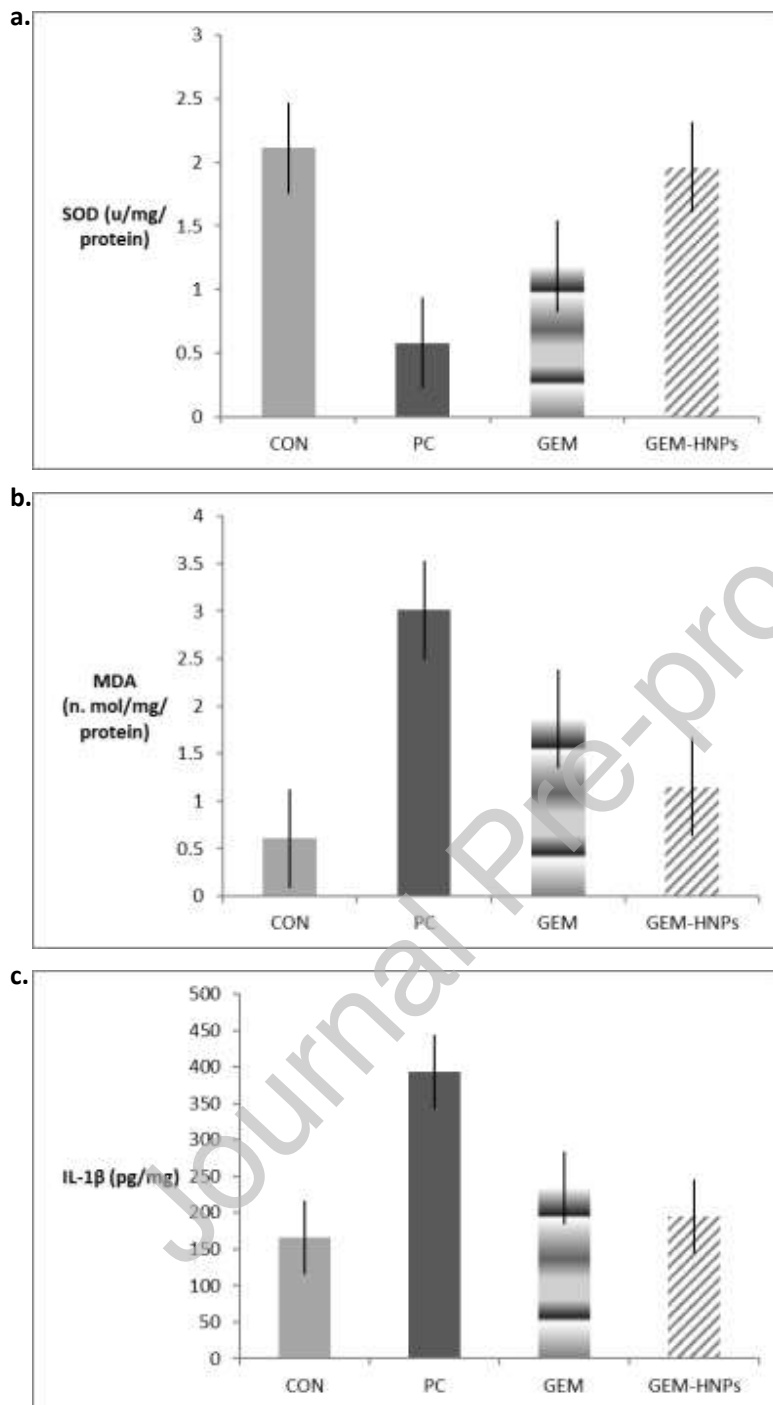 a.
3
2.5
2
1.5
1
0.5
0
SOD (u/mg/
protein)
CON PC GEM GEM-HNPs
b.
4
3.5
3
2.5
2
1.5
1
0.5
0
MDA
(n. mol/mg/
protein)
CON PC GEM GEM-HNPs
c.
500
450
400
350
300
250
200
150
100
50
0
IL-1β (pg/mg)
CON PC GEM GEM-HNPs
Journal Pre-pro